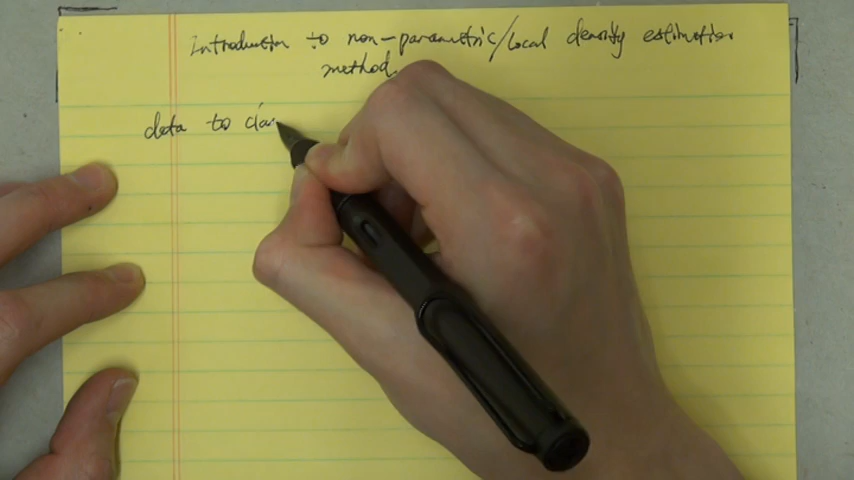 Introduction to non-parametric/local density estimation
method
data to cla